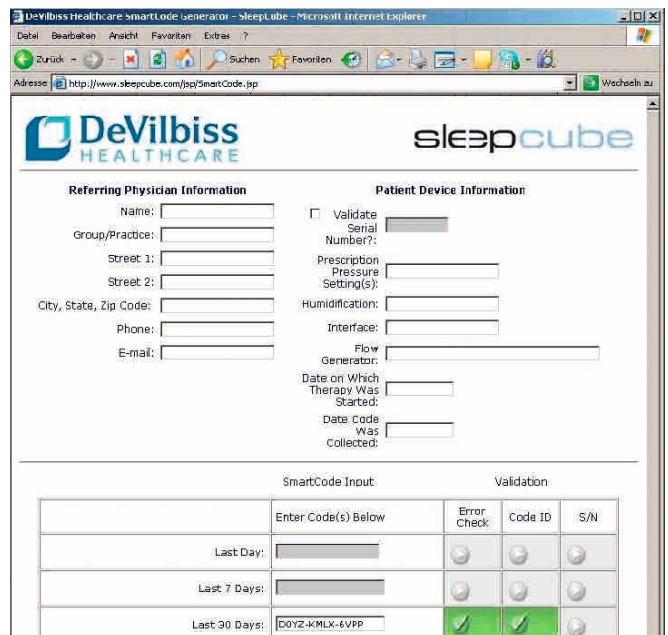 DeVilbiss Healthcare SmartCode Generator - SleepCube - Microsoft Internet Explorer
Datei Bearbeiten Ansicht Favoriten Extras ?
Zurück Suchen Favoriten
Adresse http://www.sleepcube.com/jsp/SmartCode.jsp Wechseln zu
DeVilbiss
HEALTHCARE
sleepcube
Referring Physician Information
Name:
Group/Practice:
Street 1:
Street 2:
City, State, Zip Code:
Phone:
E-mail:
Patient Device Information
Validate
Serial
Number?:
Prescription
Pressure
Setting(s):
Humidification:
Interface:
Flow
Generator:
Date on Which
Therapy Was
Started:
Date Code
Was
Collected:
SmartCode Input Validation
Enter Code(s) Below Error Check Code ID S/N
Last Day:
Last 7 Days:
Last 30 Days: D0YZ-KMLX-6VPP